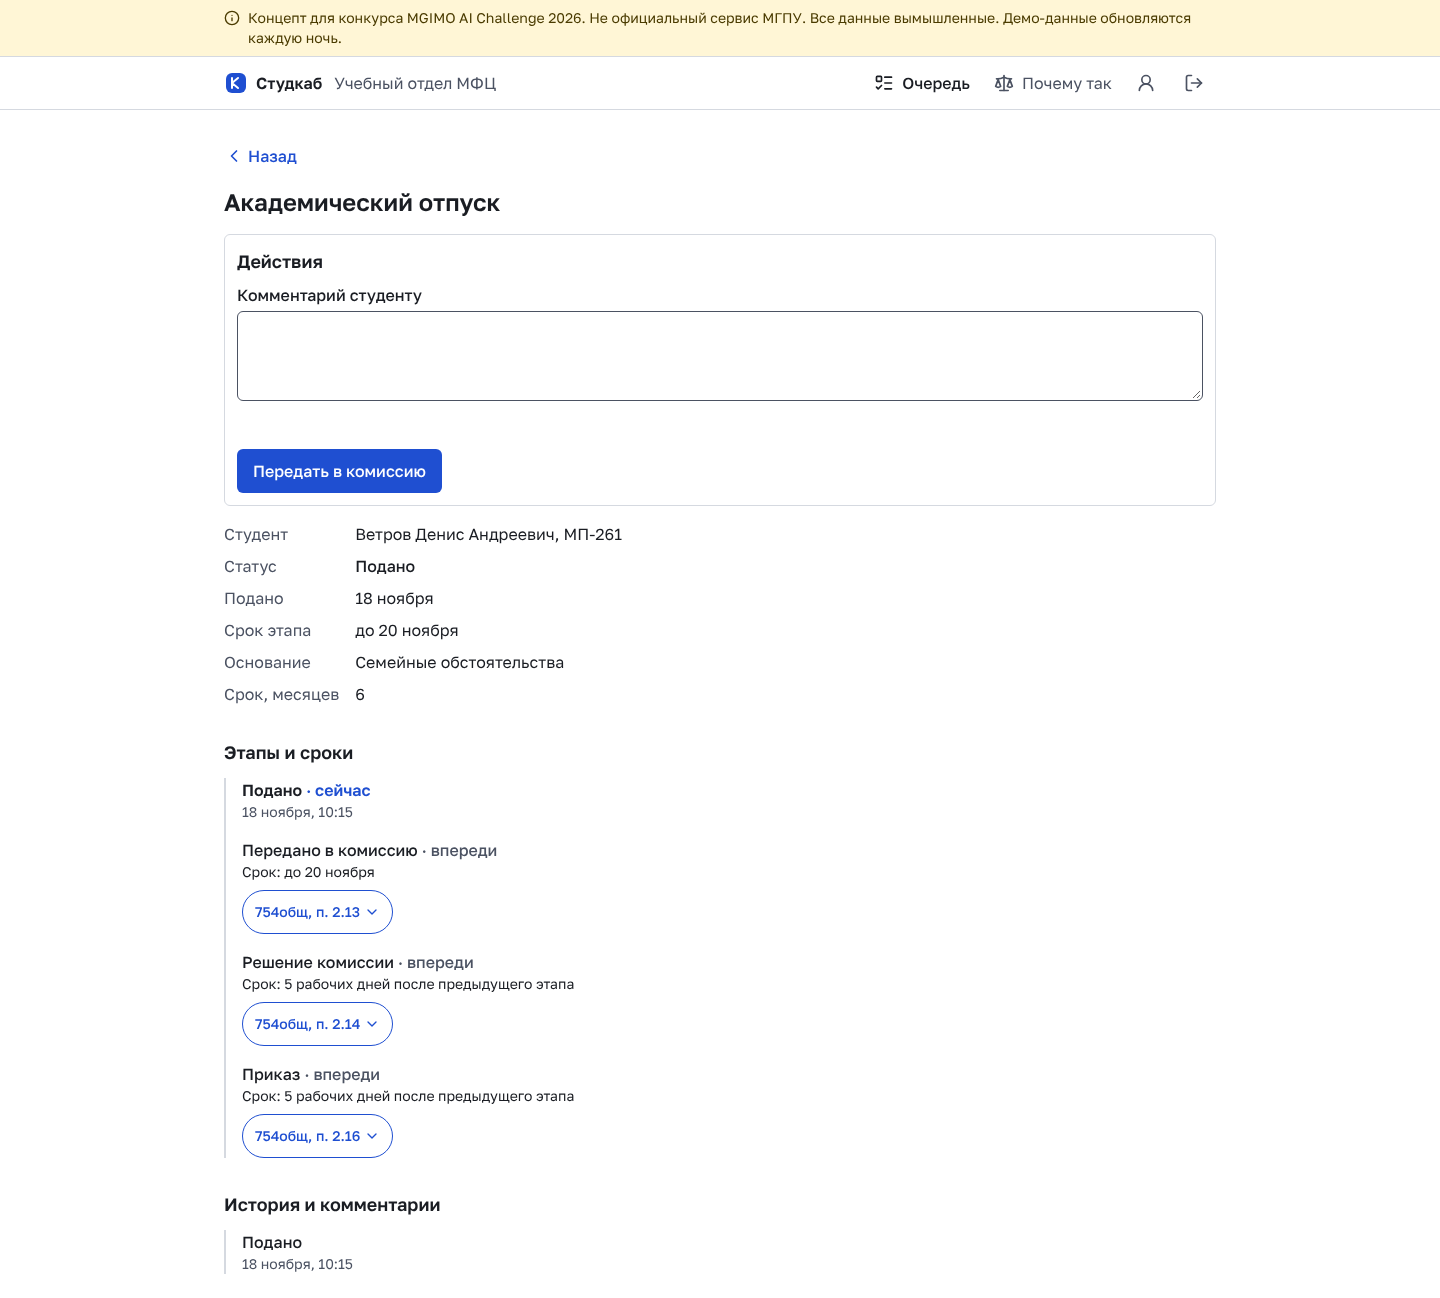 Концепт для конкурса MGIMO AI Challenge 2026. Не официальный сервис МГПУ. Все данные вымышленные. Демо-данные обновляются
каждую ночь.
Студкаб Учебный отдел МФЦ Очередь Почему так
Назад
Академический отпуск
Действия
Комментарий студенту
Передать в комиссию
Студент Ветров Денис Андреевич, МП-261
Статус Подано
Подано 18 ноября
Срок этапа до 20 ноября
Основание Семейные обстоятельства
Срок, месяцев 6
Этапы и сроки
Подано · сейчас
18 ноября, 10:15
Передано в комиссию · впереди
Срок: до 20 ноября
754общ, п. 2.13
Решение комиссии · впереди
Срок: 5 рабочих дней после предыдущего этапа
754общ, п. 2.14
Приказ · впереди
Срок: 5 рабочих дней после предыдущего этапа
754общ, п. 2.16
История и комментарии
Подано
18 ноября, 10:15